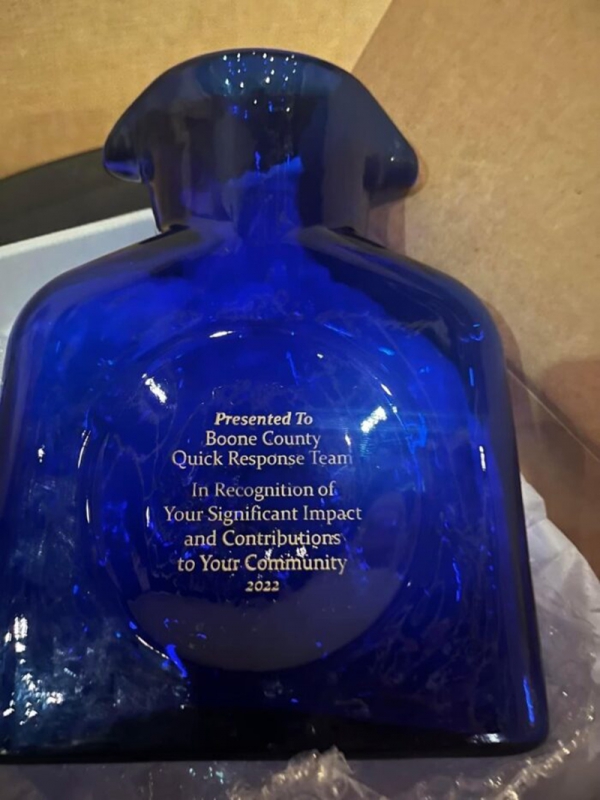 Presented To
Boone County
Quick Response Team
In Recognition of
Your Significant Impact
and Contributions
to Your Community
2022